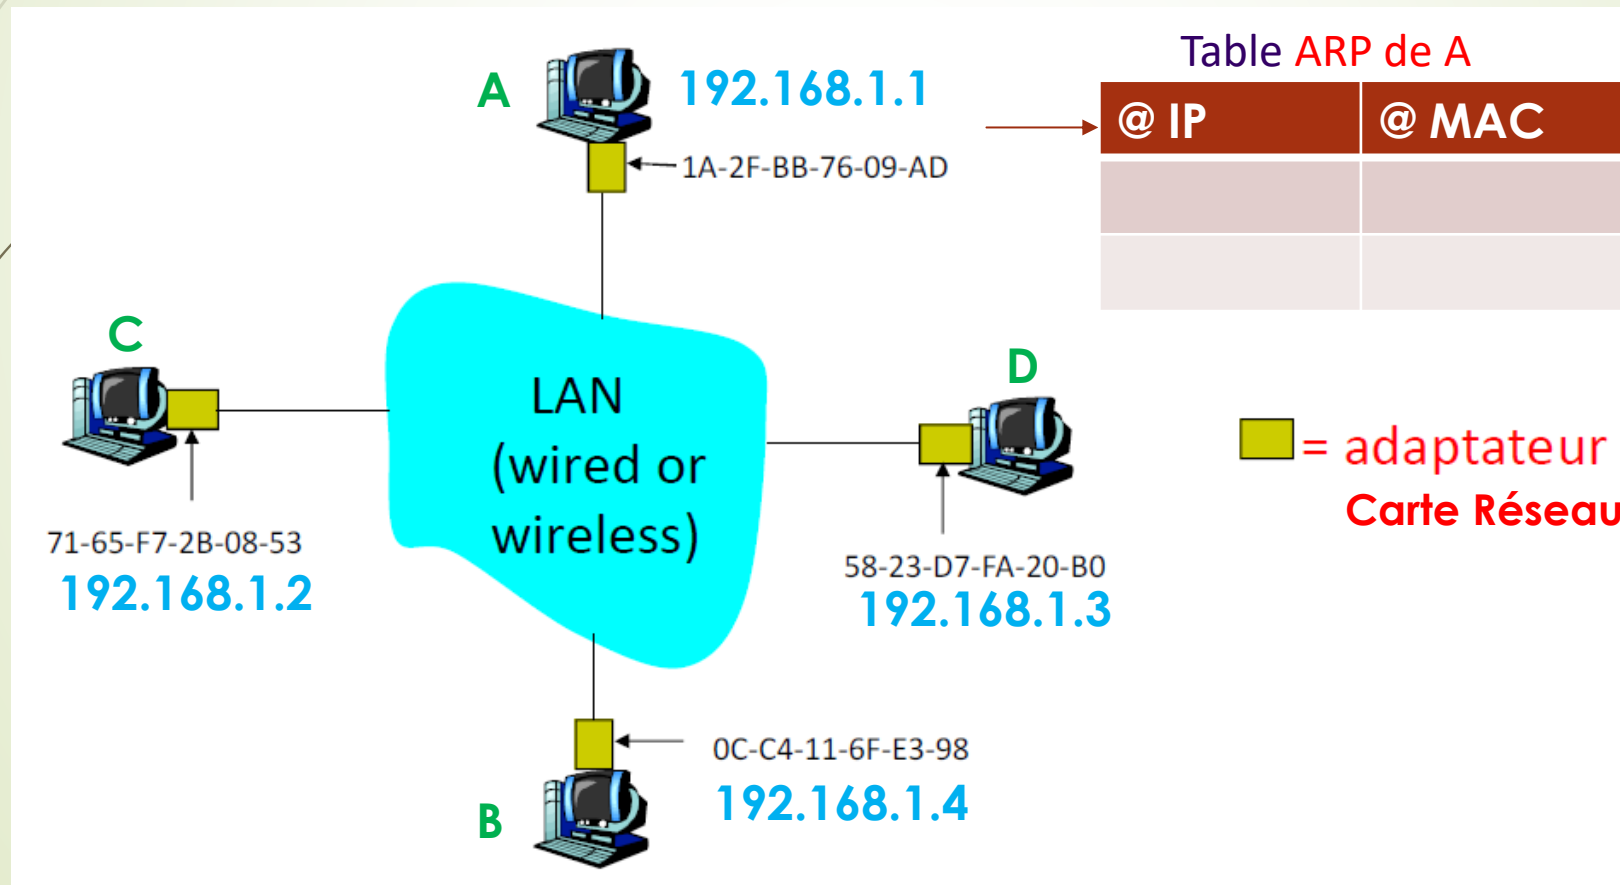 Table ARP de A
A
192.168.1.1
@ IP
@ MAC
1A-2F-BB-76-09-AD
C
D
LAN
(wired or
wireless)
= adaptateur
Carte Réseau
71-65-F7-2B-08-53
192.168.1.2
58-23-D7-FA-20-B0
192.168.1.3
0C-C4-11-6F-E3-98
192.168.1.4
B